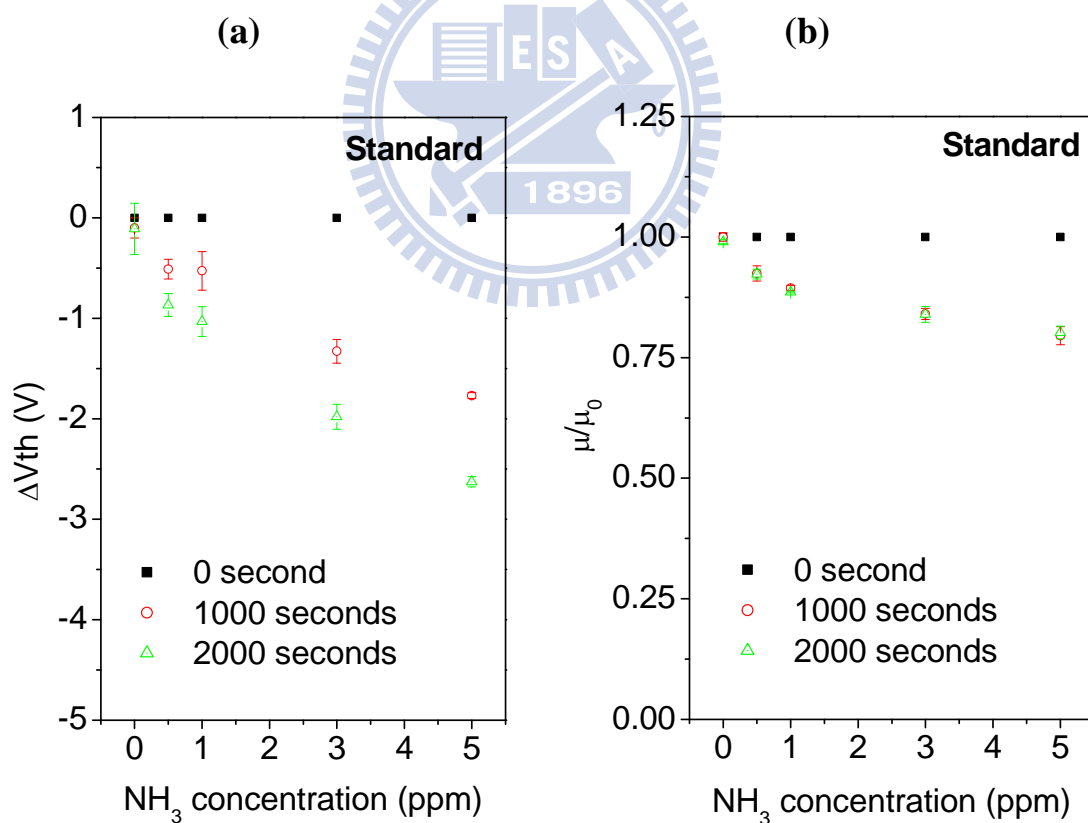 (a)
(b)
E S
A
1896
Standard
1
0
-1
-2
-3
-4
-5
ΔVth (V)
0 second
1000 seconds
2000 seconds
0 1 2 3 4 5
NH₃ concentration (ppm)
Standard
1.25
1.00
0.75
0.50
0.25
0.00
μ/μ₀
0 second
1000 seconds
2000 seconds
0 1 2 3 4 5
NH₃ concentration (ppm)